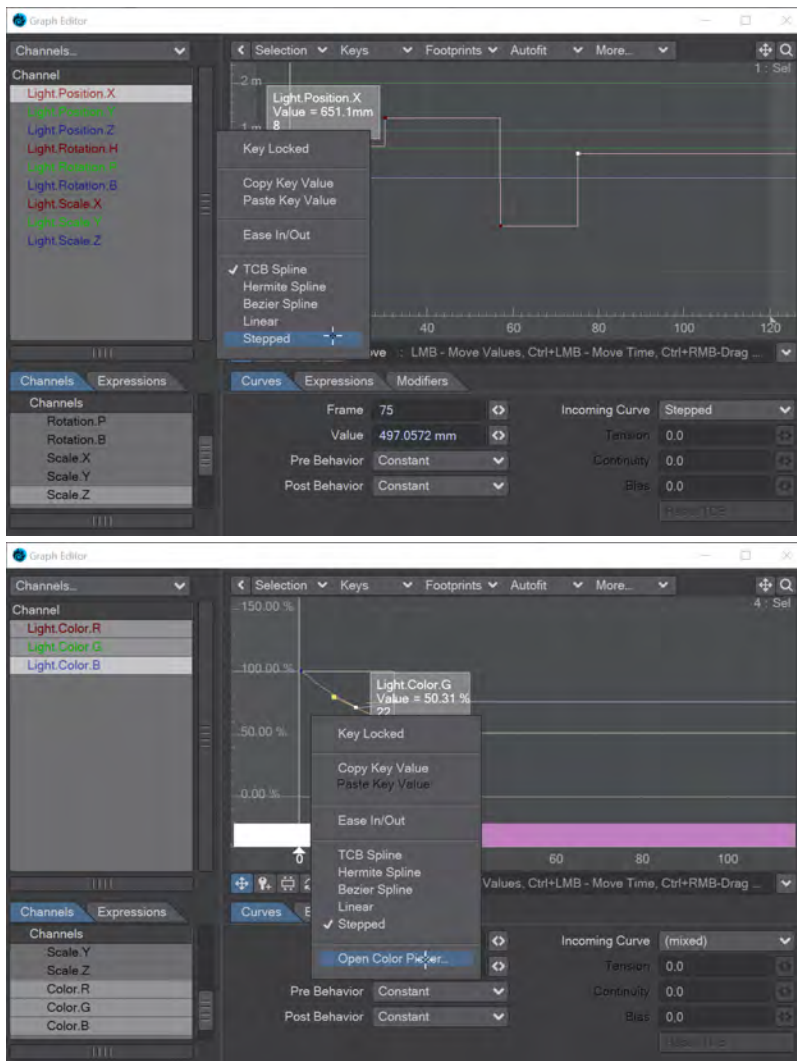 Graph Editor
Channels...
Selection Keys Footprints Autofit More...
Channel
1 : Sel
Light.Position.X
2 m
Light.Position.X
Value = 651.1mm
8
Light.Position.Z
1 m
Light.Rotation.H
Key Locked
Light.Rotation.B
Copy Key Value
Light.Scale.X
Paste Key Value
Light.Scale.Z
Ease In/Out
TCB Spline
Hermite Spline
Bezier Spline
Linear
Stepped
40 60 80 100 120
ve :: LMB - Move Values, Ctrl+LMB - Move Time, Ctrl+RMB-Drag ...
Channels Expressions
Curves Expressions Modifiers
Channels
Rotation.P
Rotation.B
Scale.X
Scale.Y
Scale.Z
Frame 75
Incoming Curve Stepped
Value 497.0572 mm
Tension 0.0
Pre Behavior Constant
Continuity 0.0
Post Behavior Constant
Bias 0.0
Graph Editor
Channels...
Selection Keys Footprints Autofit More...
Channel
4 : Sel
Light.Color.R
Light.Color.G
Light.Color.B
150.00 %
100.00 %
Light.Color.G
Value = 50.31 %
22
50.00 %
0.00 %
Key Locked
Copy Key Value
Paste Key Value
Ease In/Out
TCB Spline
Hermite Spline
Bezier Spline
Linear
Stepped
Open Color Picker...
0 60 80 100
Values, Ctrl+LMB - Move Time, Ctrl+RMB-Drag ...
Channels Expressions
Curves E
Channels
Scale.Y
Scale.Z
Color.R
Color.G
Color.B
Incoming Curve (mixed)
Tension 0.0
Pre Behavior Constant
Continuity 0.0
Post Behavior Constant
Bias 0.0